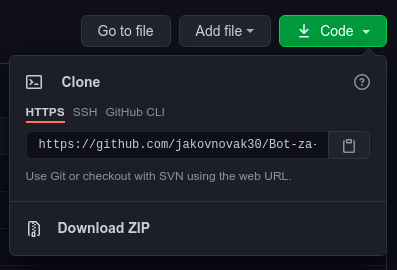 Go to file Add file Code
Clone
HTTPS SSH GitHub CLI
https://github.com/jakovnovak30/Bot-za-
Use Git or checkout with SVN using the web URL.
Download ZIP